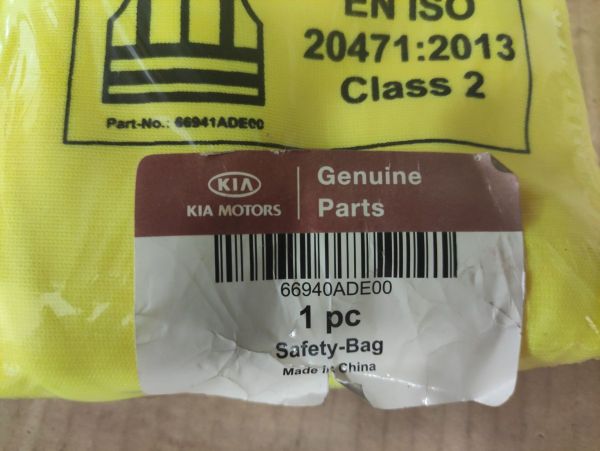 EN ISO
20471:2013
Class 2
Part-No.: 66941ADE00
KIA
KIA MOTORS
Genuine
Parts
66940ADE00
1 pc
Safety-Bag
Made in China